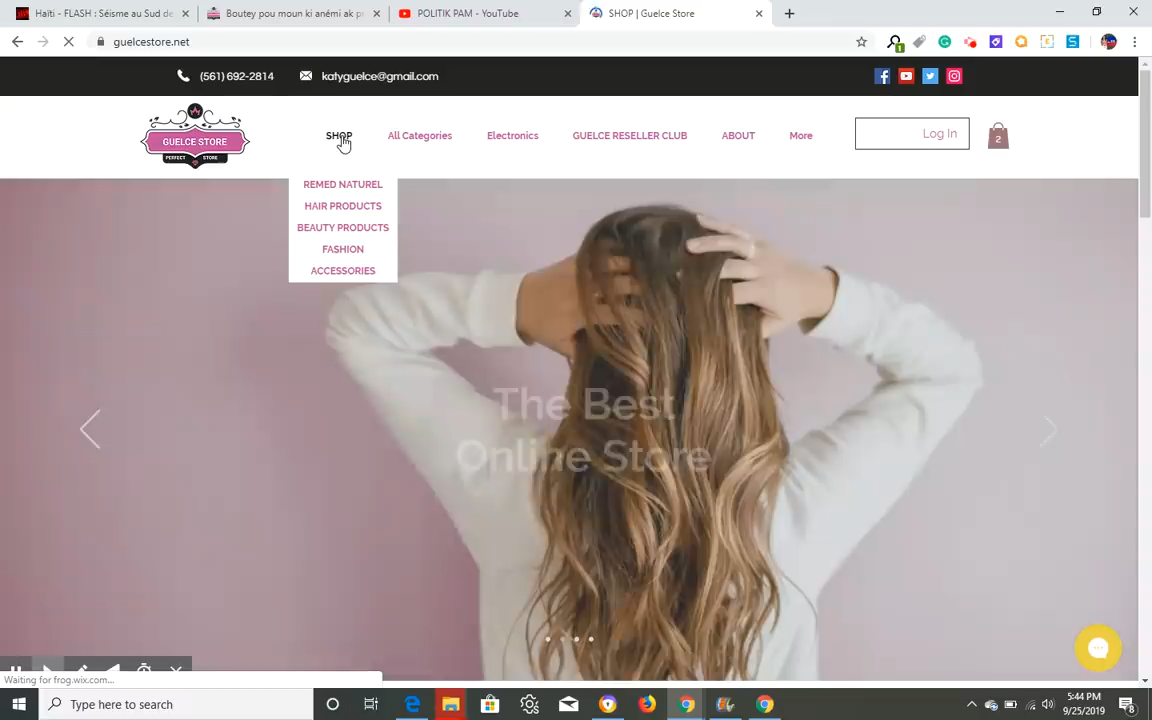 Haïti - FLASH : Séisme au Sud de
Boutey pou moun ki anémi ak p
POLITIK PAM - YouTube
SHOP | Guelce Store
guelcestore.net
(561) 692-2814
katyguelce@gmail.com
GUELCE STORE
PERFECT STORE
SHOP
All Categories
Electronics
GUELCE RESELLER CLUB
ABOUT
More
Log In
2
REMED NATUREL
HAIR PRODUCTS
BEAUTY PRODUCTS
FASHION
ACCESSORIES
The Best
Online Store
Waiting for frog.wix.com...
Type here to search
5:44 PM
9/25/2019
8